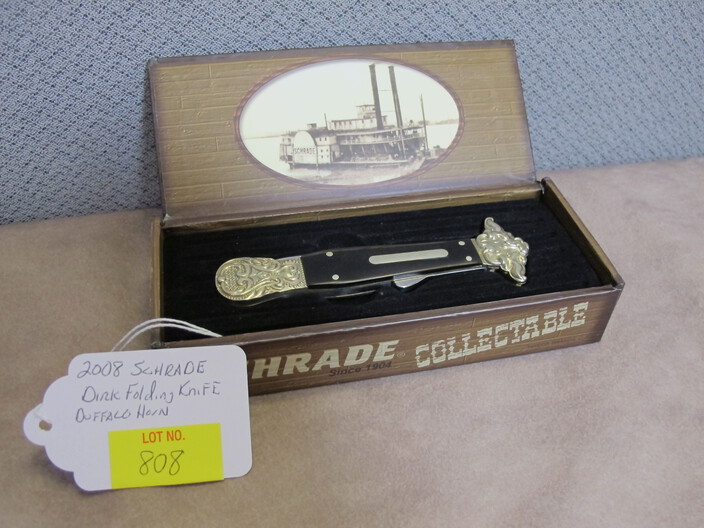 SCHRADE
HRADE® COLLECTABLE
Since 1904
2008 SCHRADE
Dirk Folding KNIFE
Buffalo Horn
LOT NO.
808